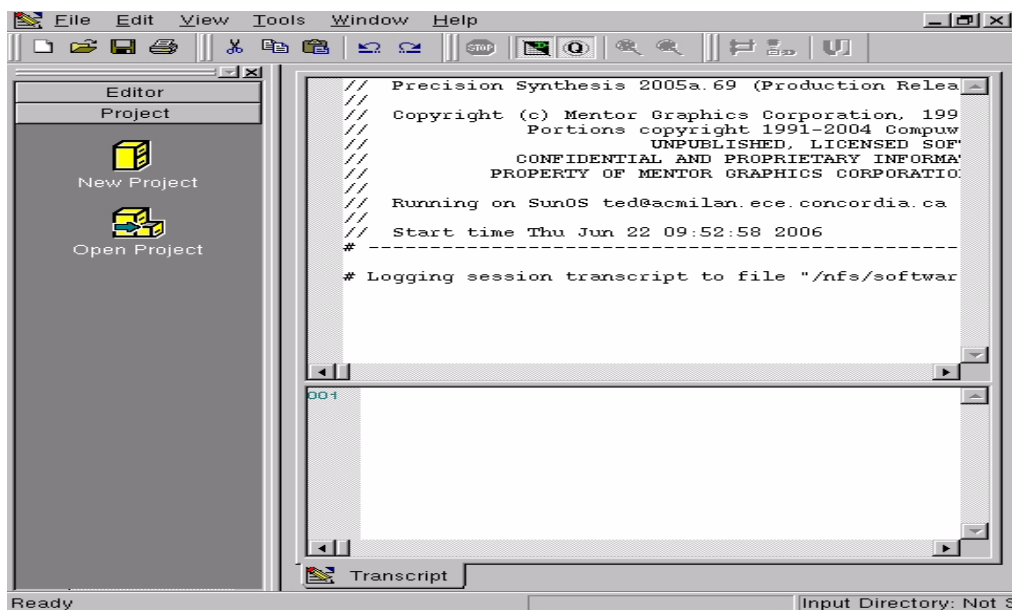 File Edit View Tools Window Help
STOP Q
Editor
Project
New Project
Open Project
// Precision Synthesis 2005a.69 (Production Relea
//
// Copyright (c) Mentor Graphics Corporation, 199
// Portions copyright 1991-2004 Compuw
// UNPUBLISHED, LICENSED SOF
// CONFIDENTIAL AND PROPRIETARY INFORMA
// PROPERTY OF MENTOR GRAPHICS CORPORATIO
//
// Running on SunOS ted@acmilan.ece.concordia.ca
//
// Start time Thu Jun 22 09:52:58 2006
# -------------------------------------------------
# Logging session transcript to file "/nfs/softwar
001
Transcript
Ready
Input Directory: Not S